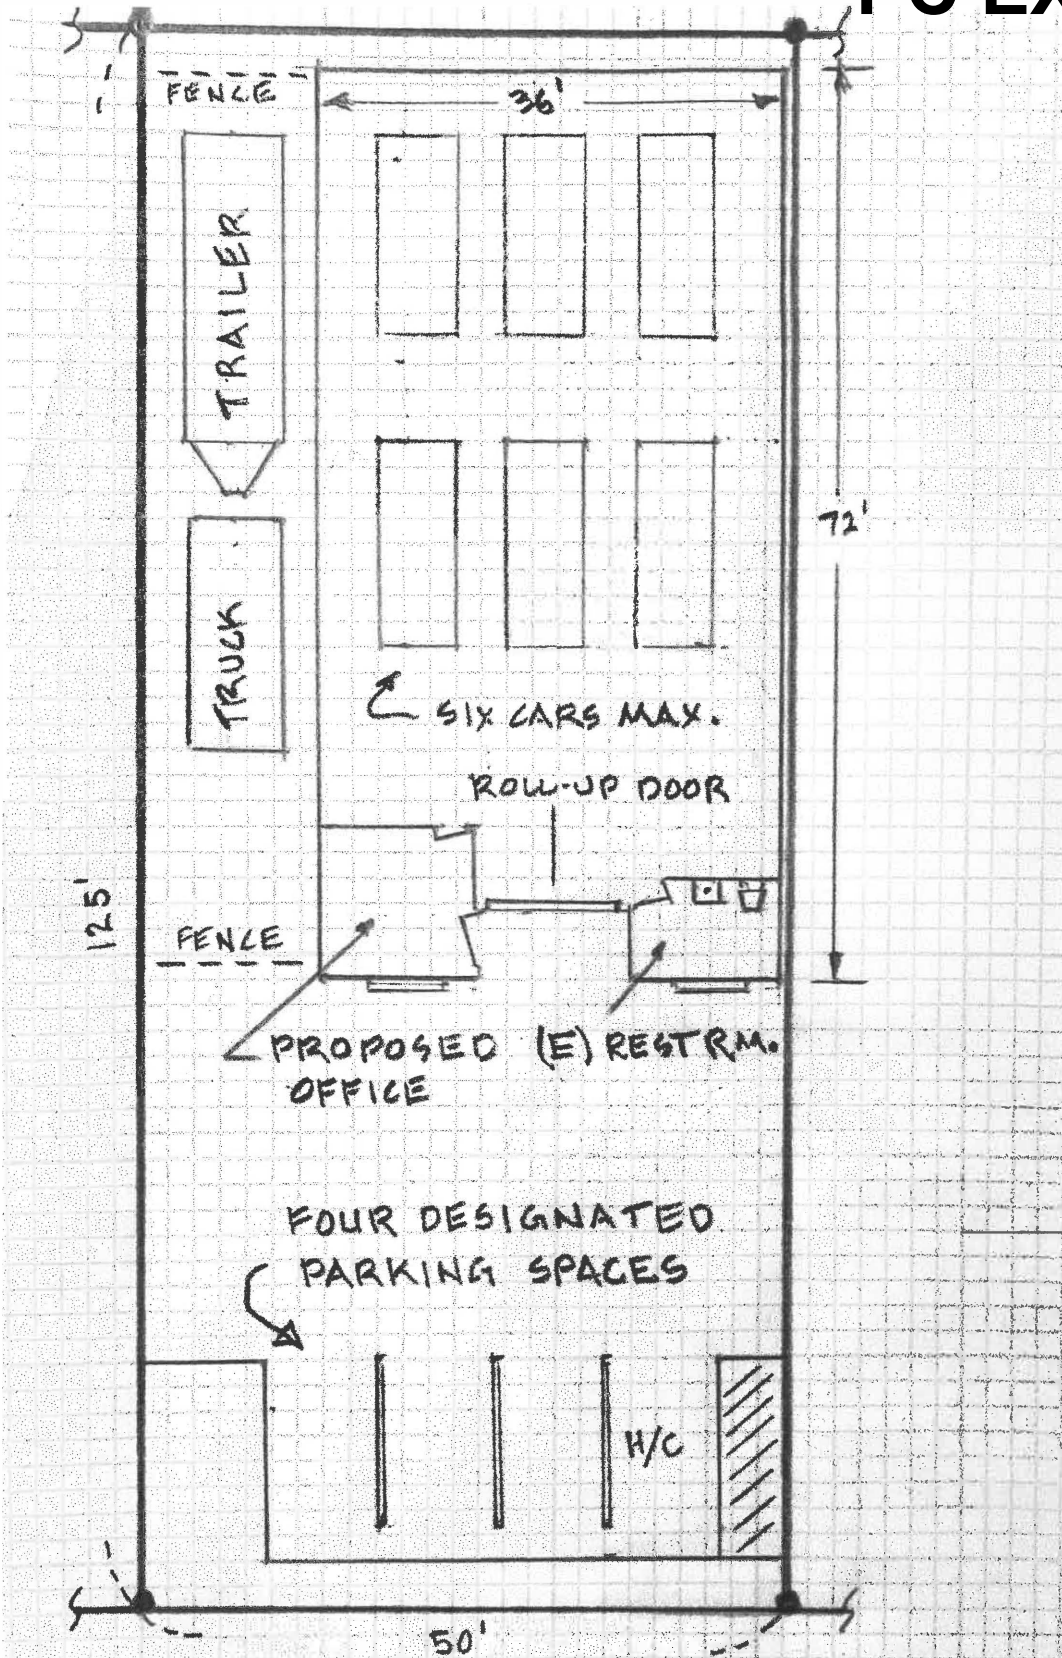 FENCE
36'
TRAILER
72'
TRUCK
SIX CARS MAX.
ROLL-UP DOOR
125'
FENCE
PROPOSED
OFFICE
(E) RESTRM.
FOUR DESIGNATED
PARKING SPACES
H/C
50'